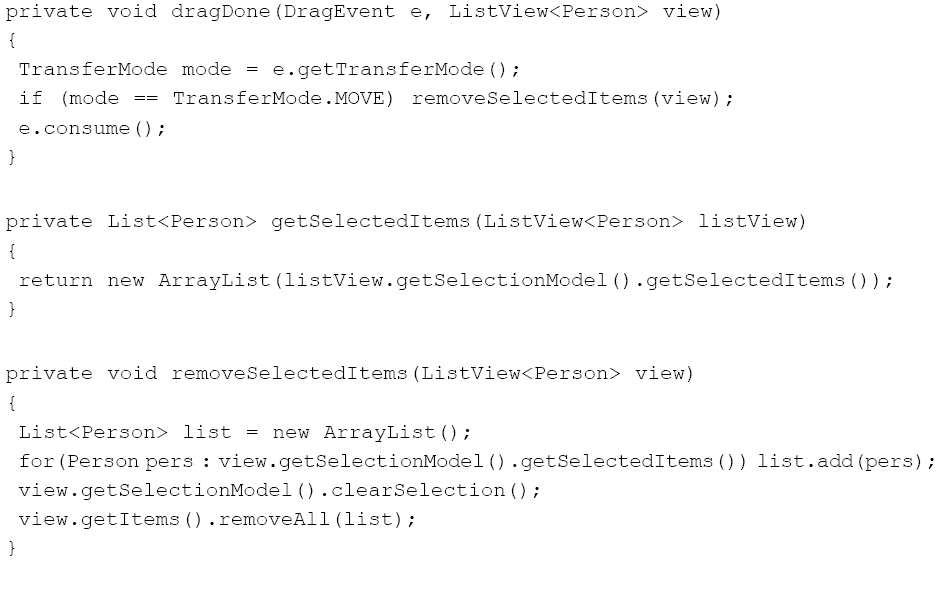 private void dragDone(DragEvent e, ListView<Person> view)
{
 TransferMode mode = e.getTransferMode();
 if (mode == TransferMode.MOVE) removeSelectedItems(view);
 e.consume();
}

private List<Person> getSelectedItems(ListView<Person> listView)
{
 return new ArrayList(listView.getSelectionModel().getSelectedItems());
}

private void removeSelectedItems(ListView<Person> view)
{
 List<Person> list = new ArrayList();
 for(Person pers : view.getSelectionModel().getSelectedItems()) list.add(pers);
 view.getSelectionModel().clearSelection();
 view.getItems().removeAll(list);
}